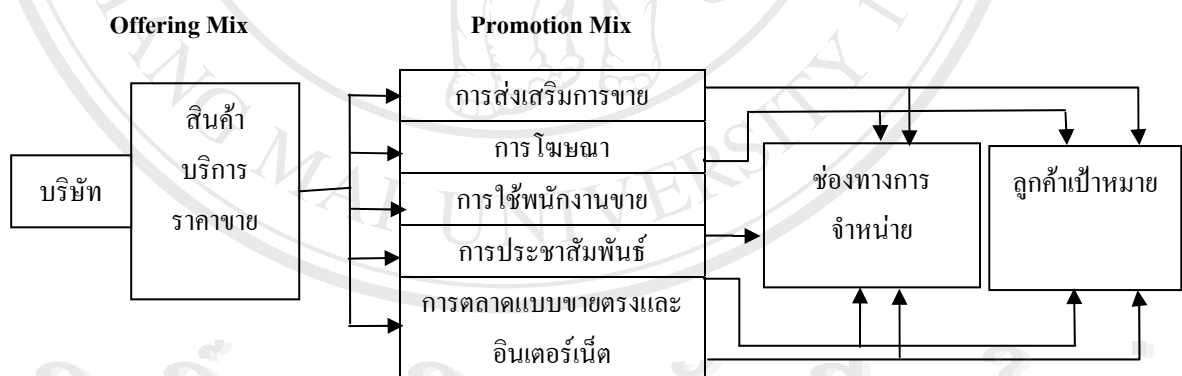 Offering Mix
Promotion Mix
บริษัท
สินค้า
บริการ
ราคาขาย
การส่งเสริมการขาย
การโฆษณา
การใช้พนักงานขาย
การประชาสัมพันธ์
การตลาดแบบขายตรงและ
อินเตอร์เน็ต
ช่องทางการ
จำหน่าย
ลูกค้าเป้าหมาย
ANG MAI UNIVERSITY 1